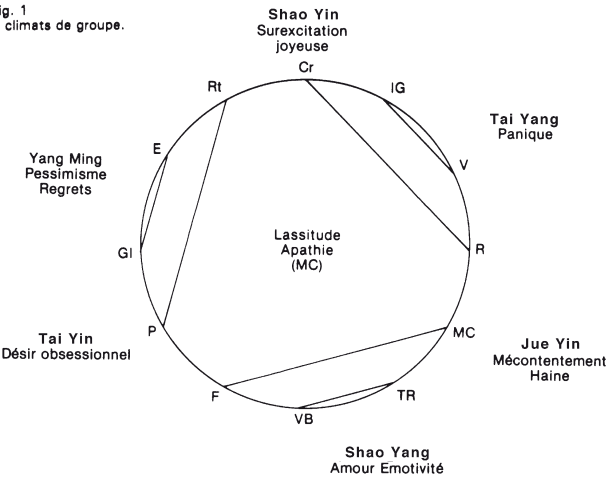 ig. 1
climats de groupe.
Shao Yin
Surexcitation
joyeuse
Cr
Rt
IG
Tai Yang
Panique
E
V
Yang Ming
Pessimisme
Regrets
Lassitude
Apathie
(MC)
GI
R
P
MC
Tai Yin
Désir obsessionnel
Jue Yin
Mécontentement
Haine
F
TR
VB
Shao Yang
Amour Emotivité